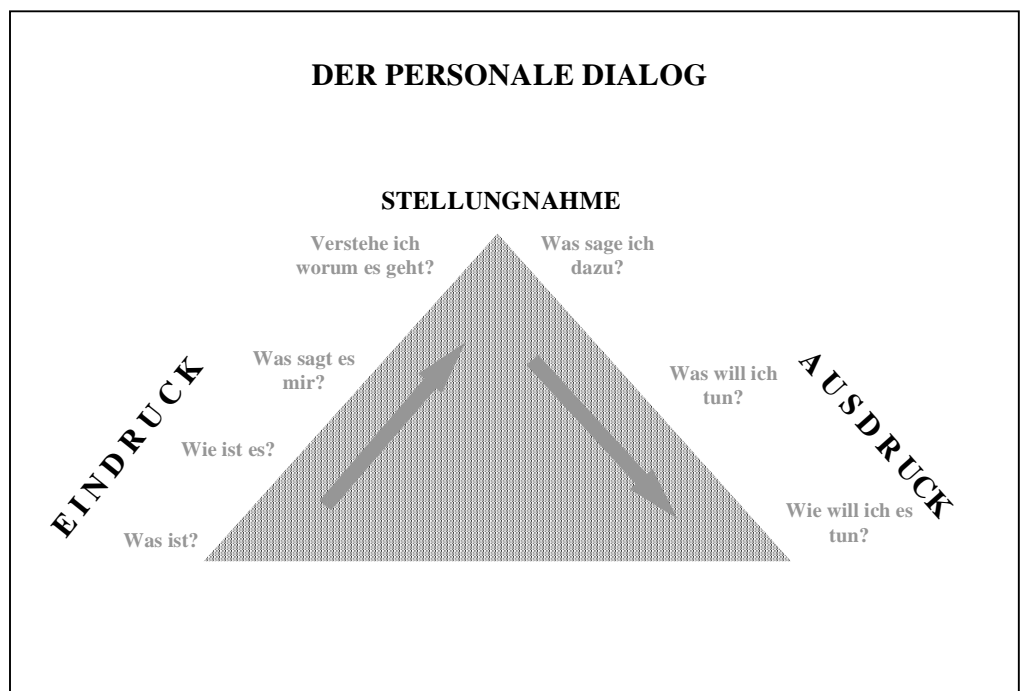 DER PERSONALE DIALOG
STELLUNGNAHME
Verstehe ich
worum es geht?
Was sage ich
dazu?
Was sagt es
mir?
Was will ich
tun?
EINDRUCK
AUSDRUCK
Wie ist es?
Was ist?
Wie will ich es
tun?